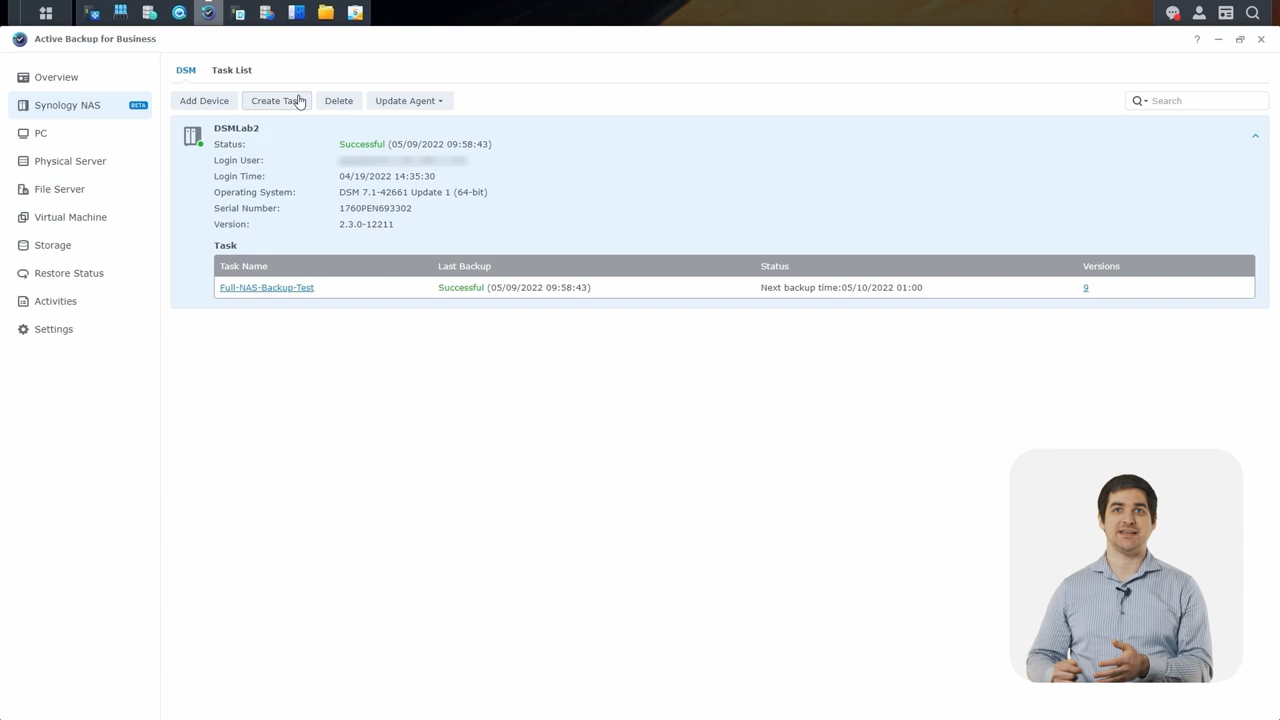 Active Backup for Business
?
Overview
Synology NAS BETA
PC
Physical Server
File Server
Virtual Machine
Storage
Restore Status
Activities
Settings
DSM Task List
Add Device Create Task Delete Update Agent Search
DSMLab2
Status: Successful (05/09/2022 09:58:43)
Login User:
Login Time: 04/19/2022 14:35:30
Operating System: DSM 7.1-42661 Update 1 (64-bit)
Serial Number: 1760PEN693302
Version: 2.3.0-12211
Task
Task Name Last Backup Status Versions
Full-NAS-Backup-Test Successful (05/09/2022 09:58:43) Next backup time:05/10/2022 01:00 9